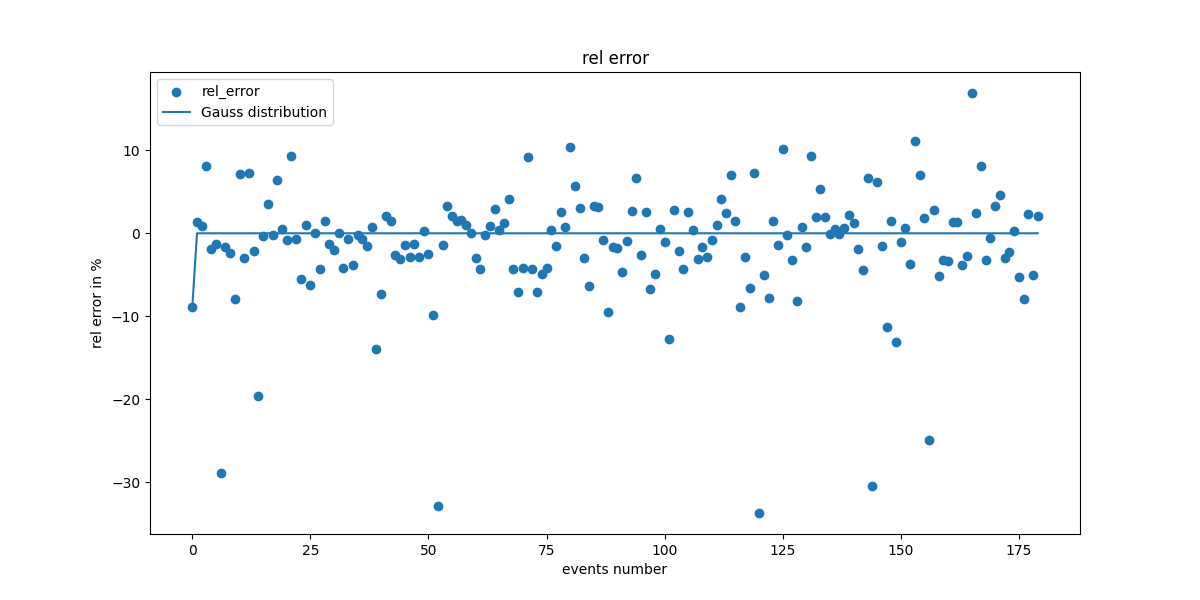 rel error
rel_error
Gauss distribution
rel error in %
10
0
−10
−20
−30
0 25 50 75 100 125 150 175
events number